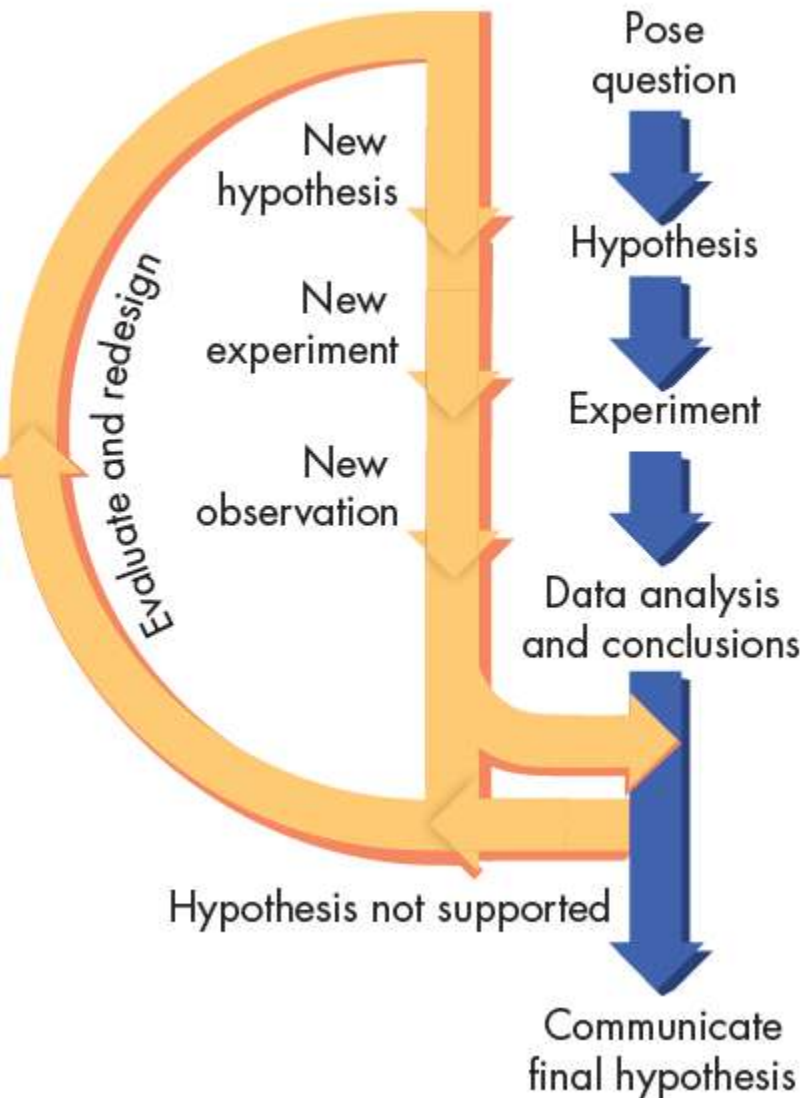 Pose
question
New
hypothesis
Hypothesis
New
experiment
Experiment
New
observation
Evaluate and redesign
Data analysis
and conclusions
Hypothesis not supported
Communicate
final hypothesis